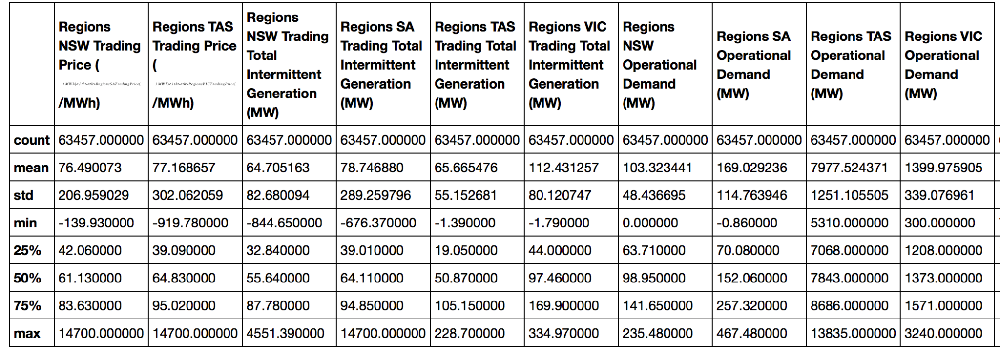 Regions NSW Trading Price ( /MWh)</th><th>RegionsSATradingPrice( /MWh) Regions TAS Trading Price ( /MWh)</th><th>RegionsVICTradingPrice( /MWh) Regions NSW Trading Total Intermittent Generation (MW) Regions SA Trading Total Intermittent Generation (MW) Regions TAS Trading Total Intermittent Generation (MW) Regions VIC Trading Total Intermittent Generation (MW) Regions NSW Operational Demand (MW) Regions SA Operational Demand (MW) Regions TAS Operational Demand (MW) Regions VIC Operational Demand (MW)
count 63457.000000 63457.000000 63457.000000 63457.000000 63457.000000 63457.000000 63457.000000 63457.000000 63457.000000 63457.000000
mean 76.490073 77.168657 64.705163 78.746880 65.665476 112.431257 103.323441 169.029236 7977.524371 1399.975905
std 206.959029 302.062059 82.680094 289.259796 55.152681 80.120747 48.436695 114.763946 1251.105505 339.076961
min -139.930000 -919.780000 -844.650000 -676.370000 -1.390000 -1.790000 0.000000 -0.860000 5310.000000 300.000000
25% 42.060000 39.090000 32.840000 39.010000 19.050000 44.000000 63.710000 70.080000 7068.000000 1208.000000
50% 61.130000 64.830000 55.640000 64.110000 50.870000 97.460000 98.950000 152.060000 7843.000000 1373.000000
75% 83.630000 95.020000 87.780000 94.850000 105.150000 169.900000 141.650000 257.320000 8686.000000 1571.000000
max 14700.000000 14700.000000 4551.390000 14700.000000 228.700000 334.970000 235.480000 467.480000 13835.000000 3240.000000